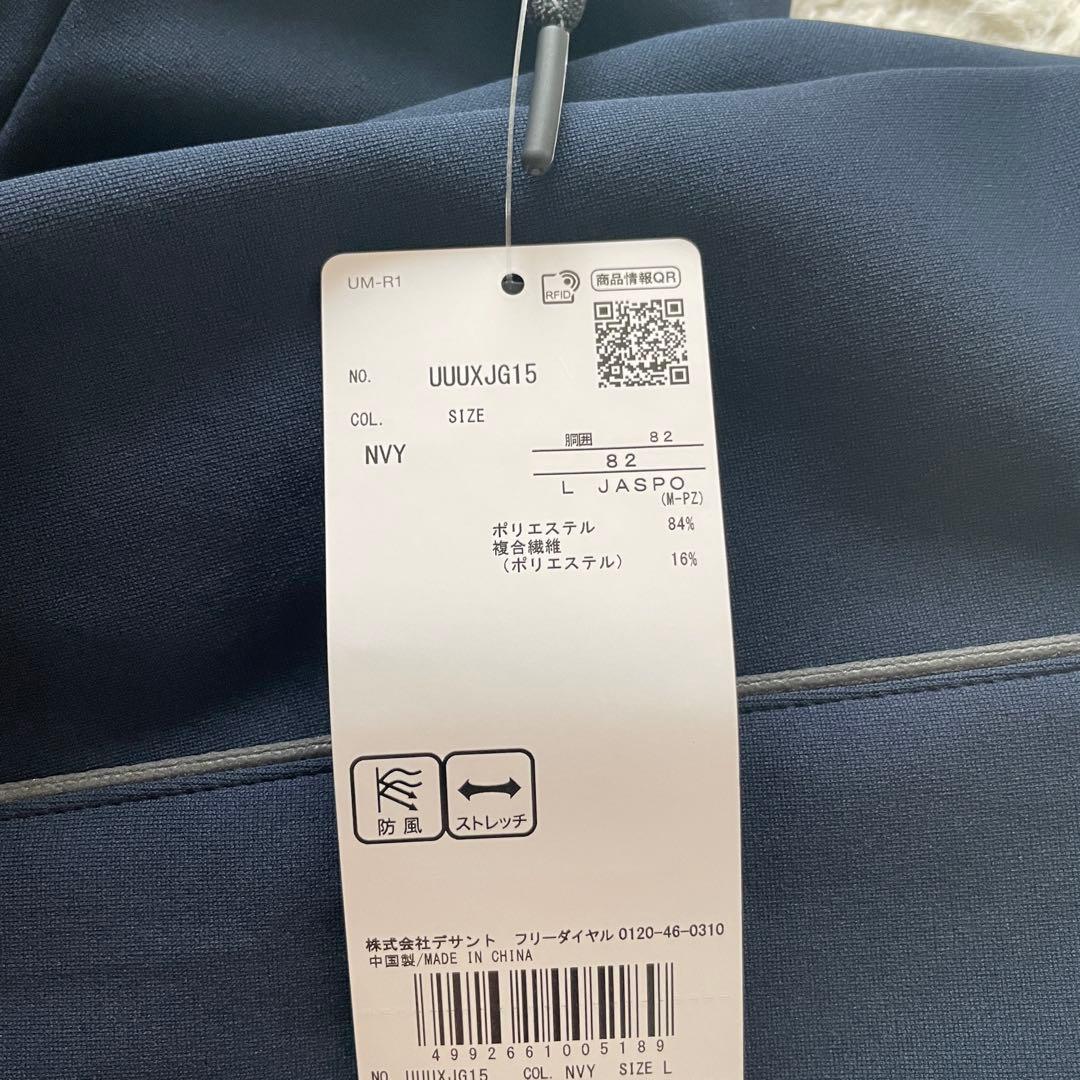 UM-R1
RFID
商品情報QR
NO. UUUXJG15
COL. SIZE
NVY
胴囲 82
82
L JASPO
(M-PZ)
ポリエステル 84%
複合繊維
(ポリエステル) 16%
防風
ストレッチ
株式会社デサント フリーダイヤル 0120-46-0310
中国製/MADE IN CHINA
4992661005189
NO. UUUXJG15 COL. NVY SIZE L